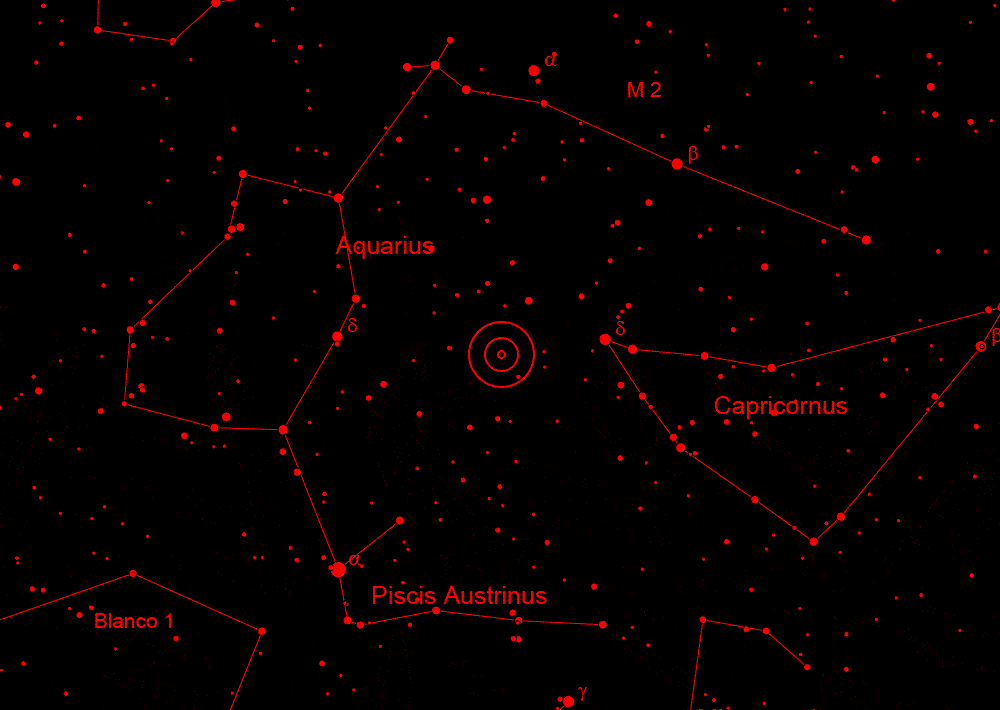 α
M 2
β
Aquarius
δ
δ
β
Capricornus
α
Piscis Austrinus
Blanco 1
γ